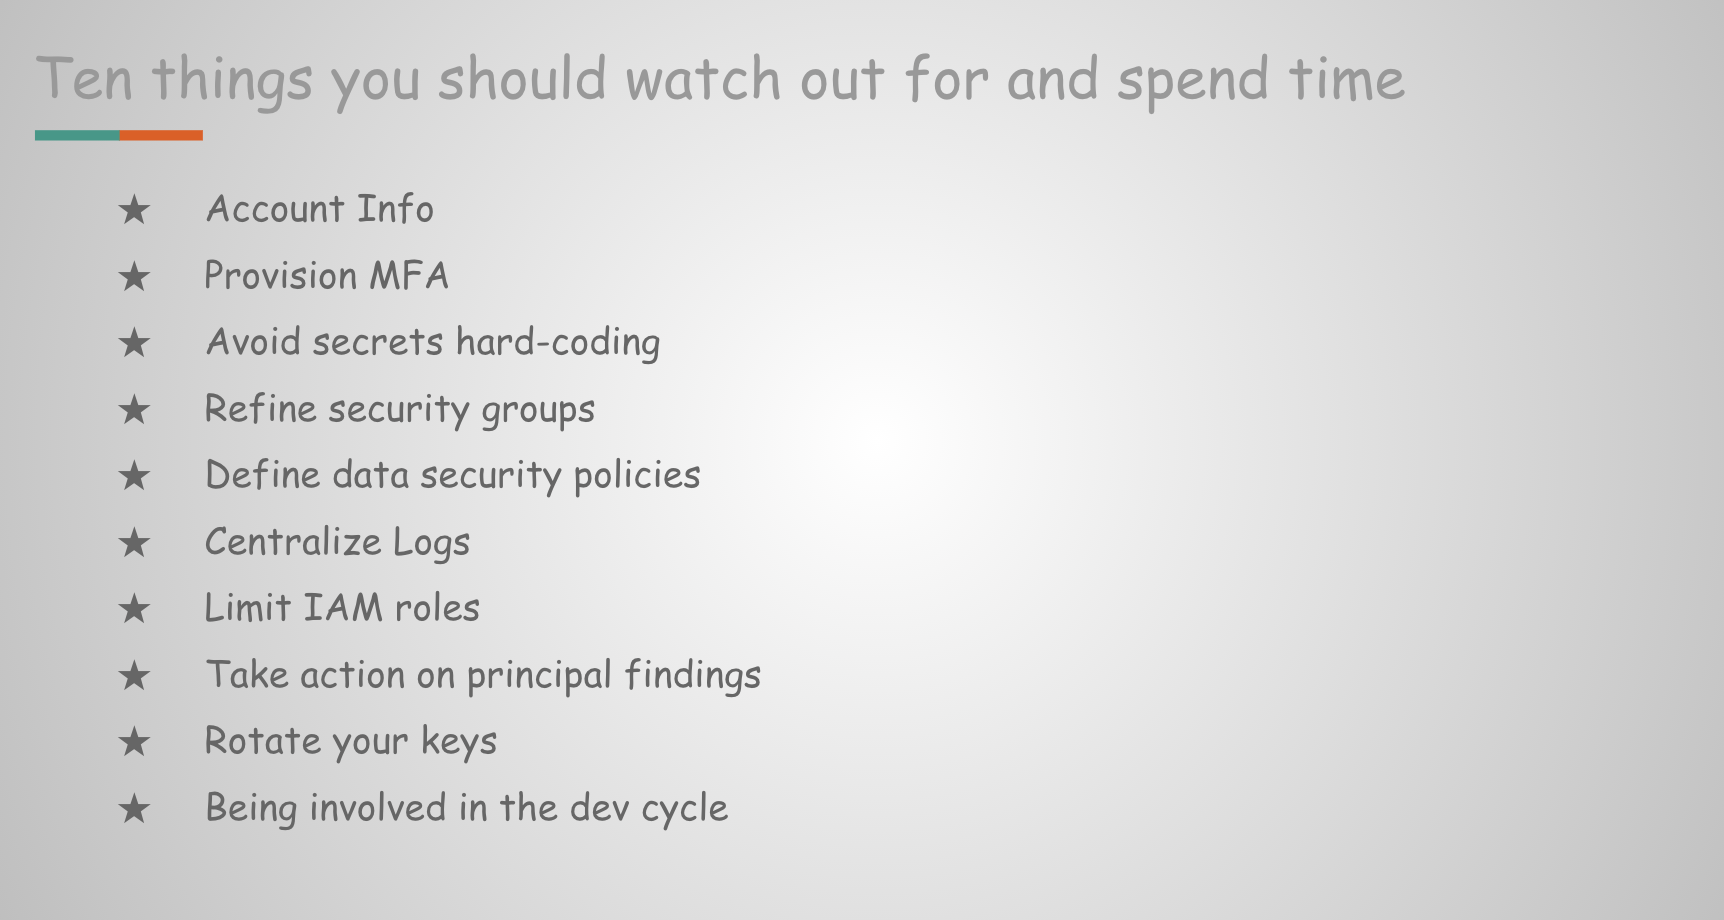 Ten things you should watch out for and spend time
★ Account Info
★ Provision MFA
★ Avoid secrets hard-coding
★ Refine security groups
★ Define data security policies
★ Centralize Logs
★ Limit IAM roles
★ Take action on principal findings
★ Rotate your keys
★ Being involved in the dev cycle